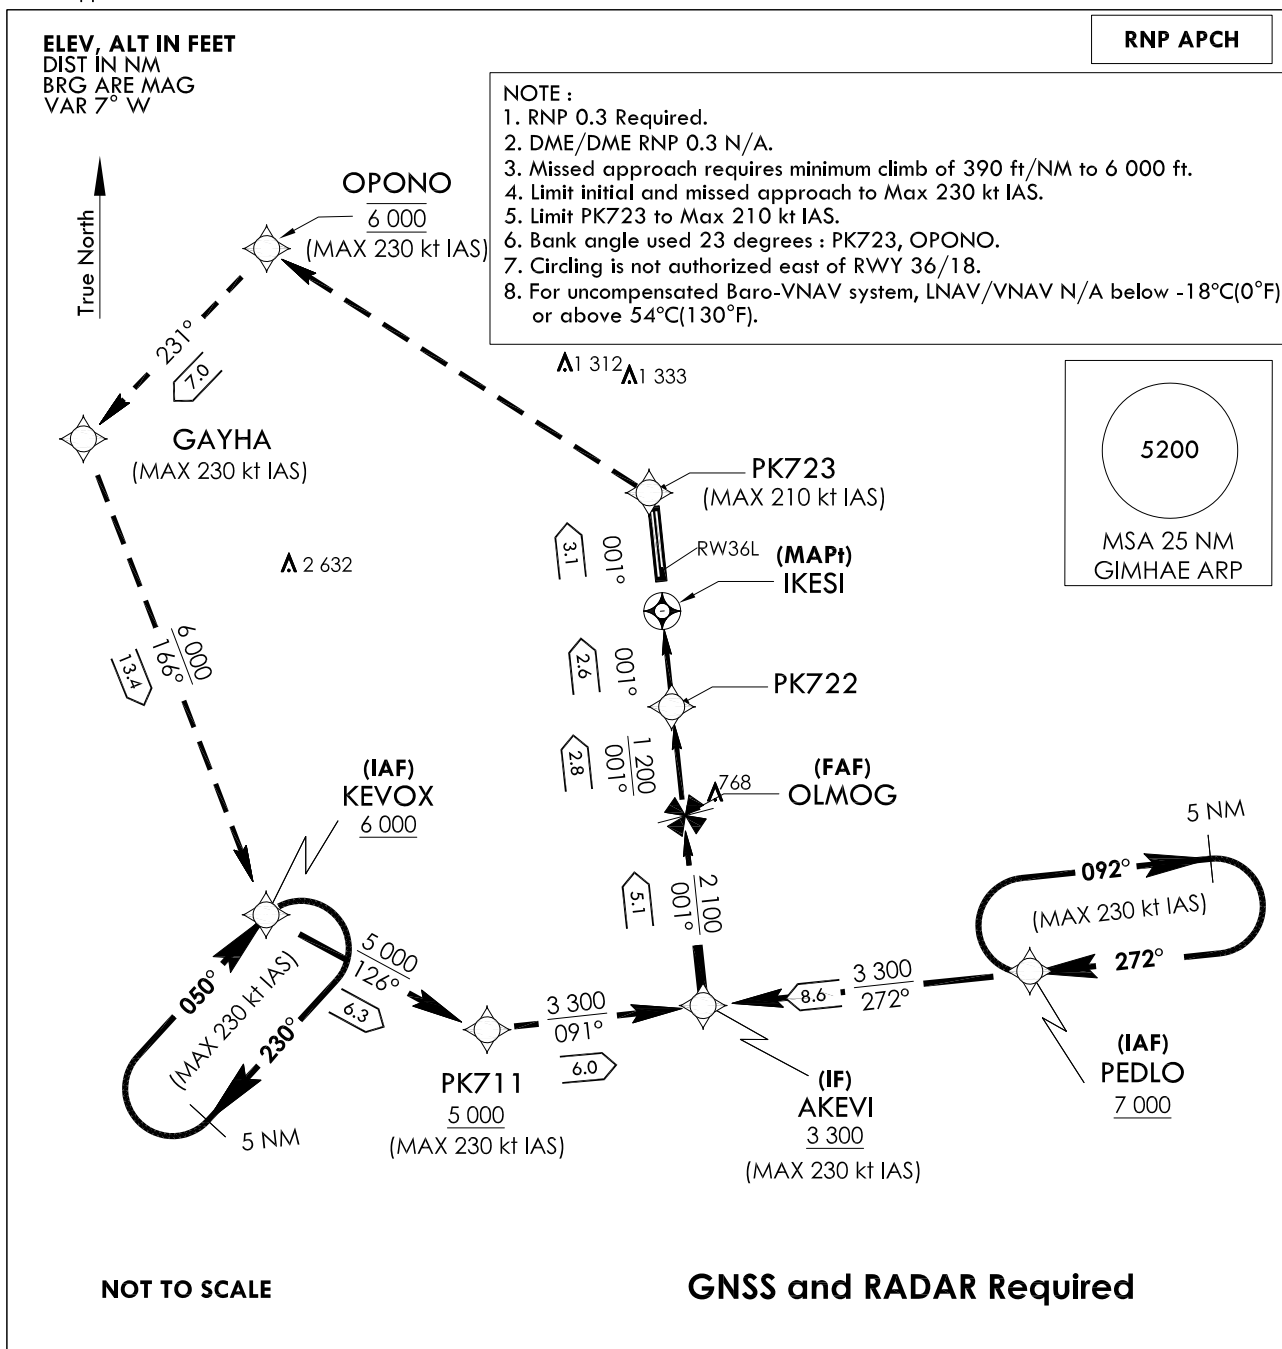 ELEV, ALT IN FEET
DIST IN NM
BRG ARE MAG
VAR 7° W
RNP APCH
NOTE :
1. RNP 0.3 Required.
2. DME/DME RNP 0.3 N/A.
3. Missed approach requires minimum climb of 390 ft/NM to 6 000 ft.
4. Limit initial and missed approach to Max 230 kt IAS.
5. Limit PK723 to Max 210 kt IAS.
6. Bank angle used 23 degrees : PK723, OPONO.
7. Circling is not authorized east of RWY 36/18.
8. For uncompensated Baro-VNAV system, LNAV/VNAV N/A below -18°C(0°F)
or above 54°C(130°F).
True North
OPONO
6 000
(MAX 230 kt IAS)
231°
7.0
1 312
1 333
5200
MSA 25 NM
GIMHAE ARP
GAYHA
(MAX 230 kt IAS)
PK723
(MAX 210 kt IAS)
3.1
001°
RW36L
(MAPt)
IKESI
2 632
6 000
166°
13.4
2.6
001°
PK722
2.8
1 200
001°
768
(FAF)
OLMOG
(IAF)
KEVOX
6 000
5 NM
092°
(MAX 230 kt IAS)
272°
5.1
2 100
001°
050°
(MAX 230 kt IAS)
230°
5 NM
5 000
126°
6.3
3 300
091°
6.0
3 300
272°
8.6
PK711
5 000
(MAX 230 kt IAS)
(IF)
AKEVI
3 300
(MAX 230 kt IAS)
(IAF)
PEDLO
7 000
NOT TO SCALE
GNSS and RADAR Required